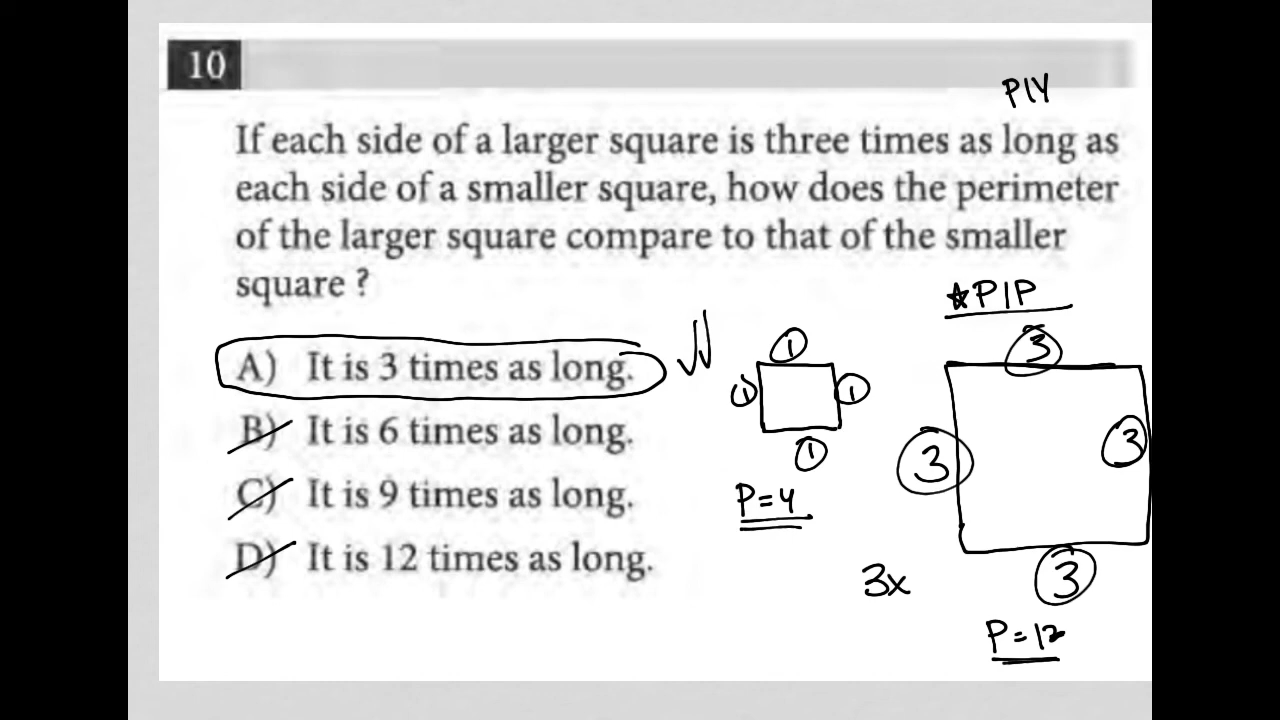 10
PIY
If each side of a larger square is three times as long as
each side of a smaller square, how does the perimeter
of the larger square compare to that of the smaller
square ?
☆PIP
A) It is 3 times as long.
B) It is 6 times as long.
C) It is 9 times as long.
D) It is 12 times as long.
1
1
1
1
P=4
3
3
3
3
3x
P=12